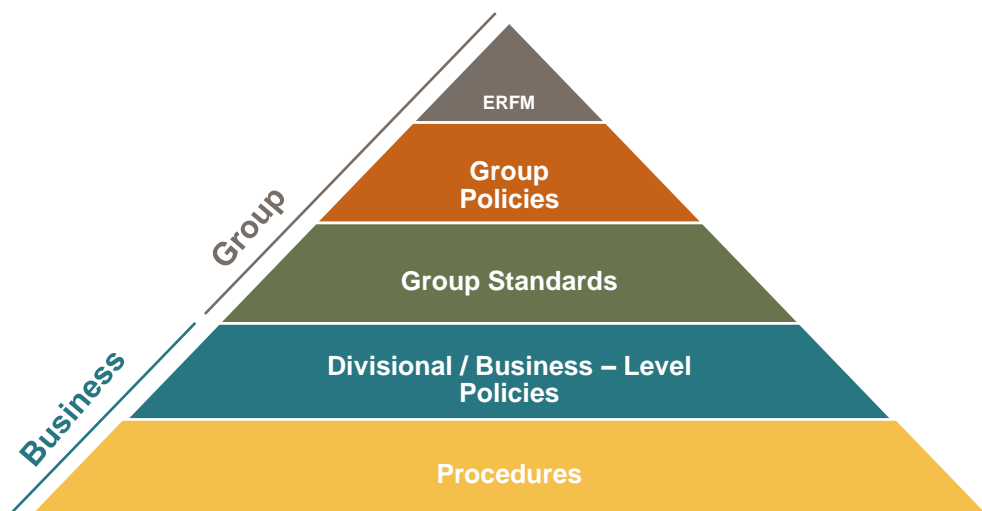 ERFM
Group
Policies
Group
Group Standards
Divisional / Business – Level
Policies
Business
Procedures